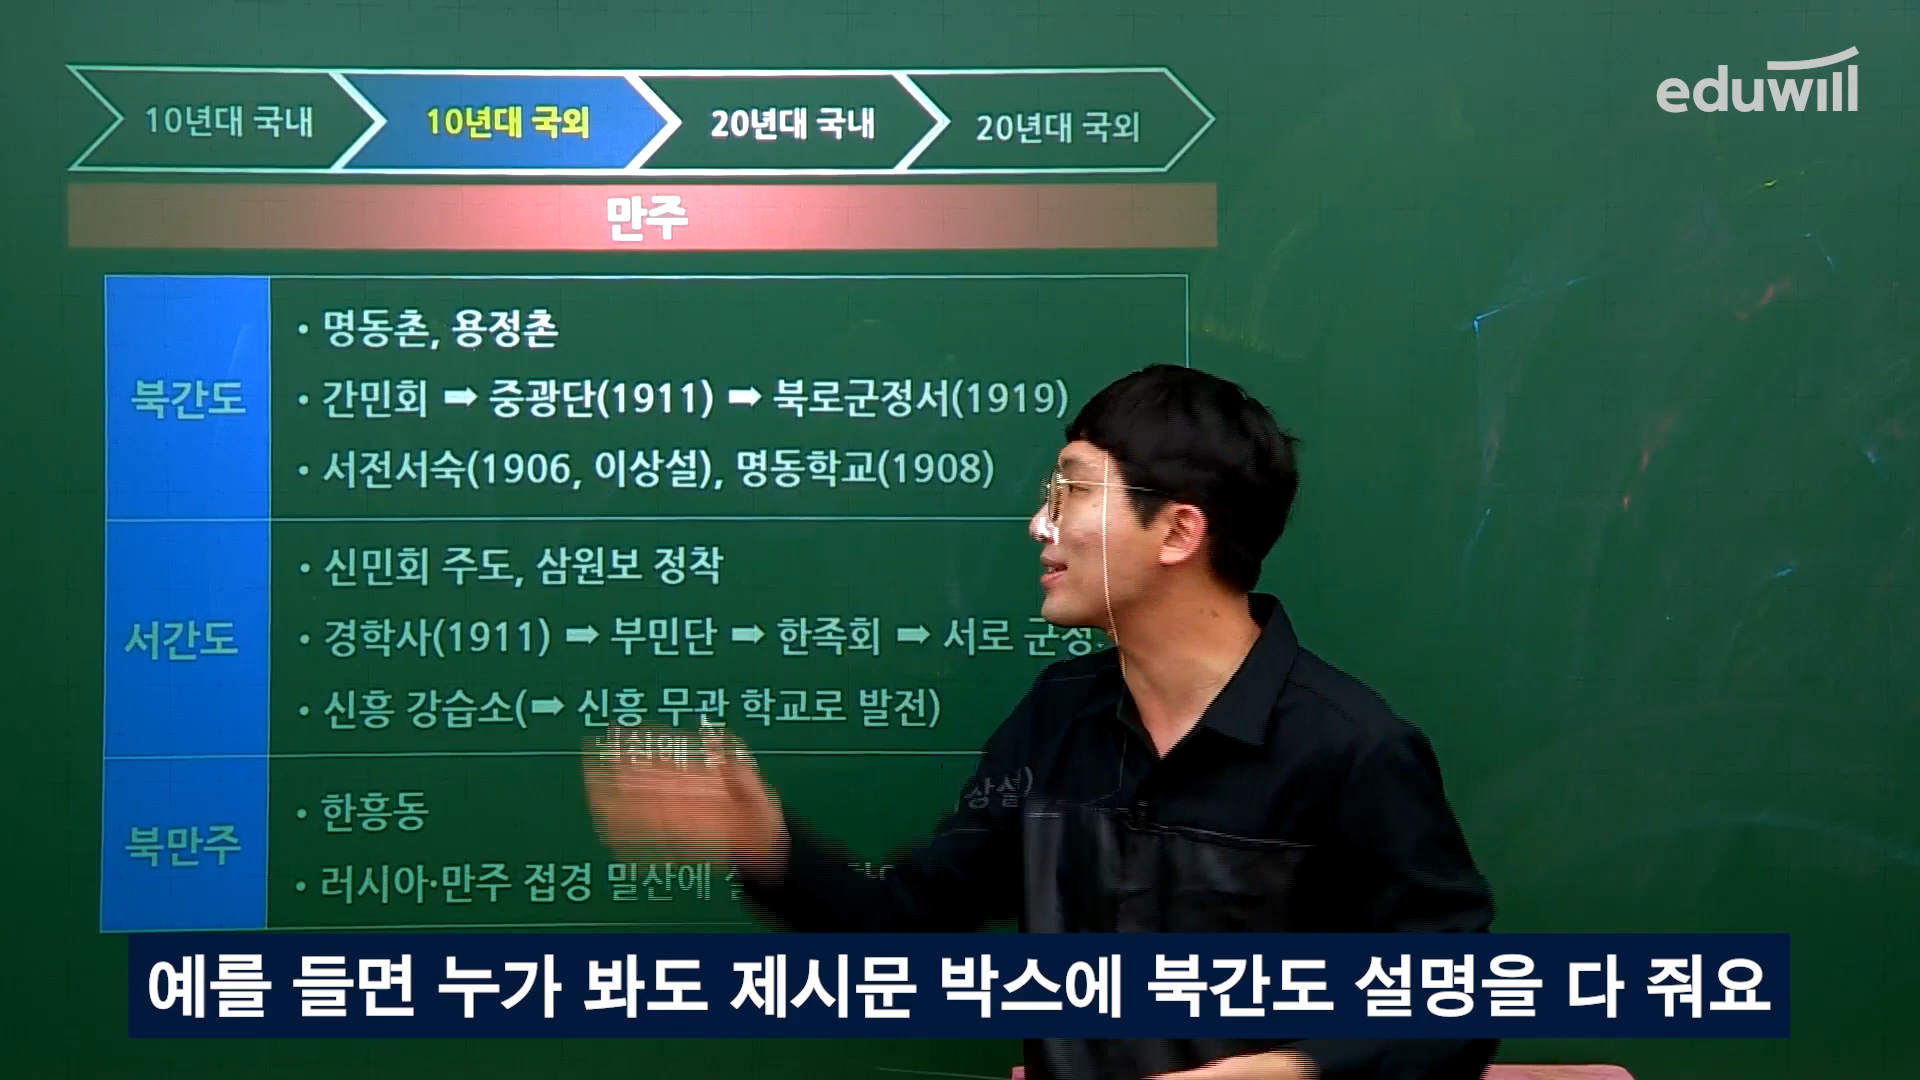 eduwill
10년대 국내
10년대 국외
20년대 국내
20년대 국외
만주
북간도
• 명동촌, 용정촌
• 간민회 ➡ 중광단(1911) ➡ 북로군정서(1919)
• 서전서숙(1906, 이상설), 명동학교(1908)
서간도
• 신민회 주도, 삼원보 정착
• 경학사(1911) ➡ 부민단 ➡ 한족회 ➡ 서로 군정
• 신흥 강습소(➡ 신흥 무관 학교로 발전)
북만주
• 한흥동
• 러시아·만주 접경 밀산에
상설)
예를 들면 누가 봐도 제시문 박스에 북간도 설명을 다 줘요